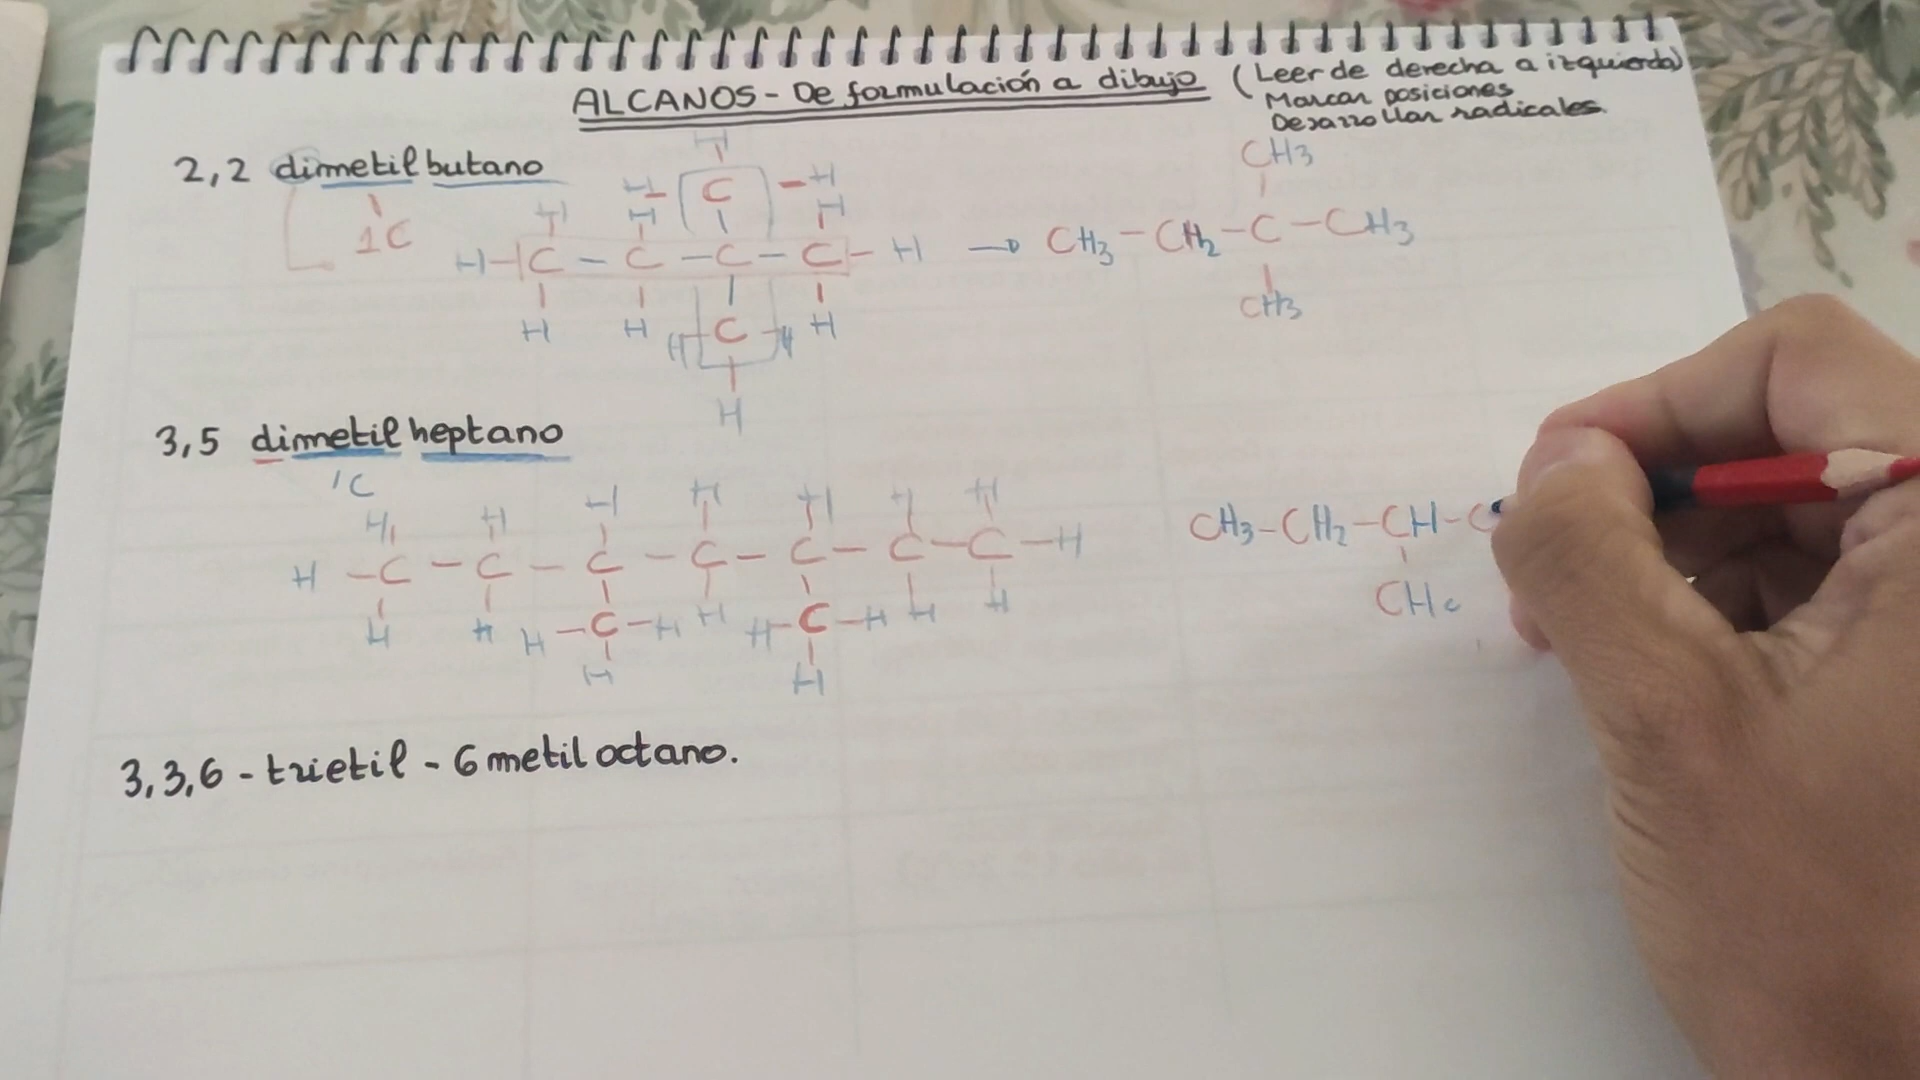 ALCANOS - De formulación a dibujo (Leer de derecha a izquierda)
Marcar posiciones
Desarrollar radicales.
2,2 dimetil butano
1C
H
H - C - H
H H H
H - C - C - C - C - H → CH3 - CH2 - C - CH3
CH3
CH3
H H H - C - H H
H
3,5 dimetil heptano
1C
H H H H H H H
H - C - C - C - C - C - C - C - H
H H H - C - H H H - C - H H H
H H
CH3 - CH2 - CH - C
CH
3,3,6 - trietil - 6 metil octano.